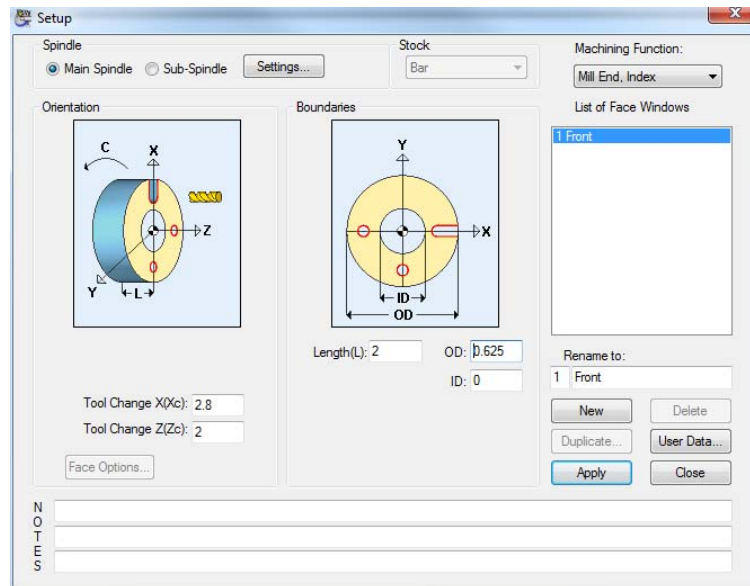 Setup
Spindle
Main Spindle Sub-Spindle Settings...
Stock
Bar
Machining Function:
Mill End, Index
Orientation
C X Z Y L
Tool Change X(Xc): 2.8
Tool Change Z(Zc): 2
Face Options...
Boundaries
Y X ID OD
Length(L): 2 OD: 0.625
ID: 0
List of Face Windows
1 Front
Rename to:
1 Front
New Delete
Duplicate... User Data...
Apply Close
NOTES